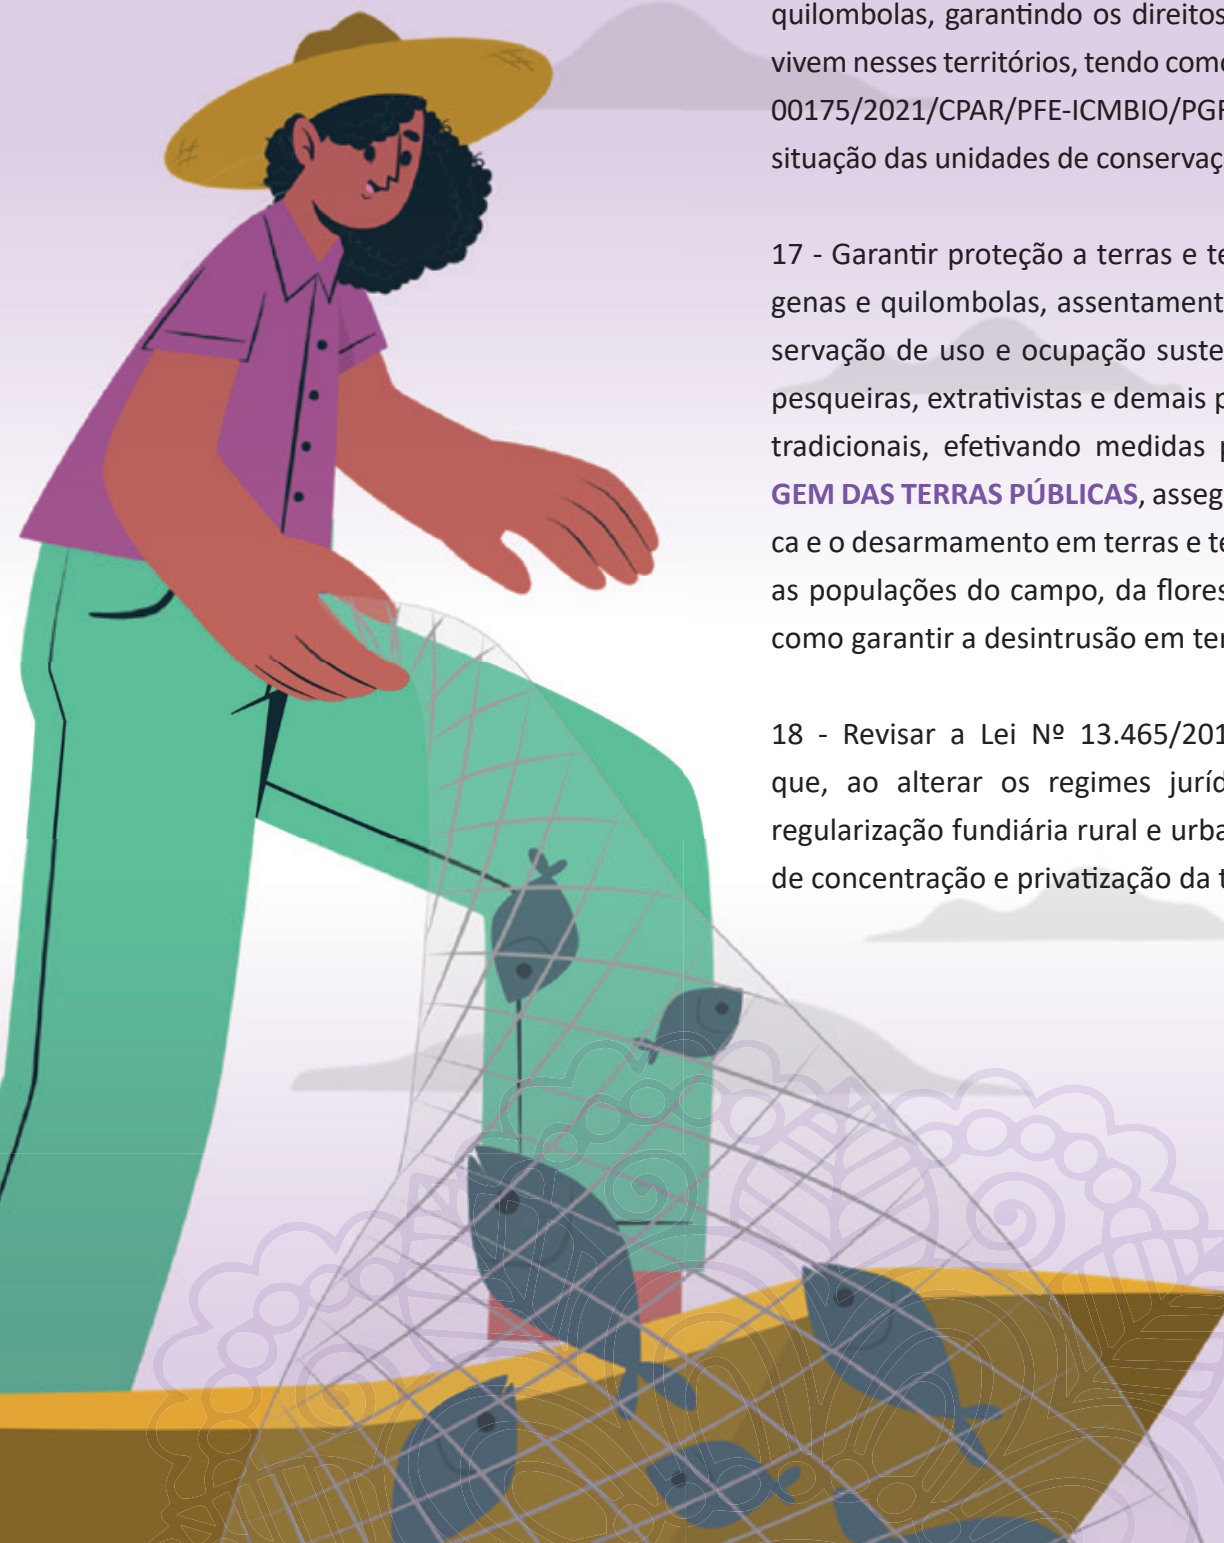 quilombolas, garantindo os direitos
vivem nesses territórios, tendo como
00175/2021/CPAR/PFE-ICMBIO/PGF
situação das unidades de conservaç
17 - Garantir proteção a terras e te
genas e quilombolas, assentament
servação de uso e ocupação suste
pesqueiras, extrativistas e demais p
tradicionais, efetivando medidas p
GEM DAS TERRAS PÚBLICAS, asseg
ca e o desarmamento em terras e te
as populações do campo, da flores
como garantir a desintrusão em ter
18 - Revisar a Lei Nº 13.465/201
que, ao alterar os regimes juríd
regularização fundiária rural e urba
de concentração e privatização da t